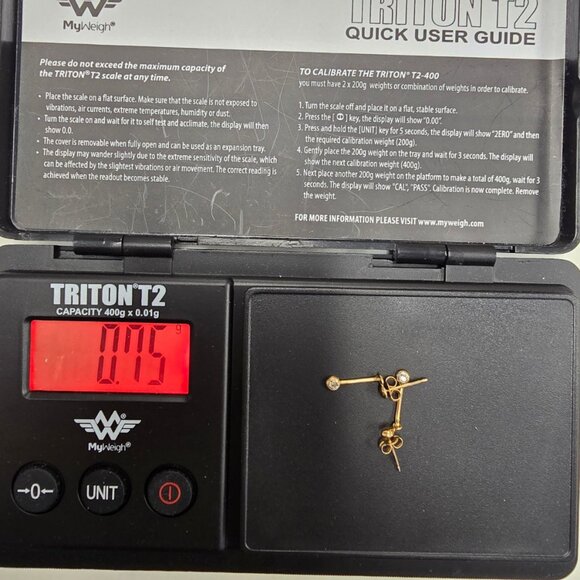 MyWeigh®
TRITON T2
QUICK USER GUIDE
Please do not exceed the maximum capacity of
the TRITON® T2 scale at any time.
• Place the scale on a flat surface. Make sure that the scale is not exposed to
vibrations, air currents, extreme temperatures, humidity or dust.
• Turn the scale on and wait for it to self test and acclimate, the display will then
show 0.0.
• The cover is removable when fully open and can be used as an expansion tray.
• The display may wander slightly due to the extreme sensitivity of the scale, which
can be affected by the slightest vibrations or air movement. The correct reading is
achieved when the readout becomes stable.
TO CALIBRATE THE TRITON® T2-400
you must have 2 x 200g weights or combination of weights in order to calibrate.
1. Turn the scale off and place it on a flat, stable surface.
2. Press the [ ] key, the display will show "0.00".
3. Press and hold the [UNIT] key for 5 seconds, the display will show "ZERO" and then
the required calibration weight (200g).
4. Gently place the 200g weight on the tray and wait for 3 seconds. The display will
show the next calibration weight (400g).
5. Next place another 200g weight on the platform to make a total of 400g, wait for 3
seconds. The display will show "CAL", "PASS". Calibration is now complete. Remove
the weight.
FOR MORE INFORMATION PLEASE VISIT www.myweigh.com
TRITON® T2
CAPACITY 400g x 0.01g
0.75 g
MyWeigh®
→0←
UNIT